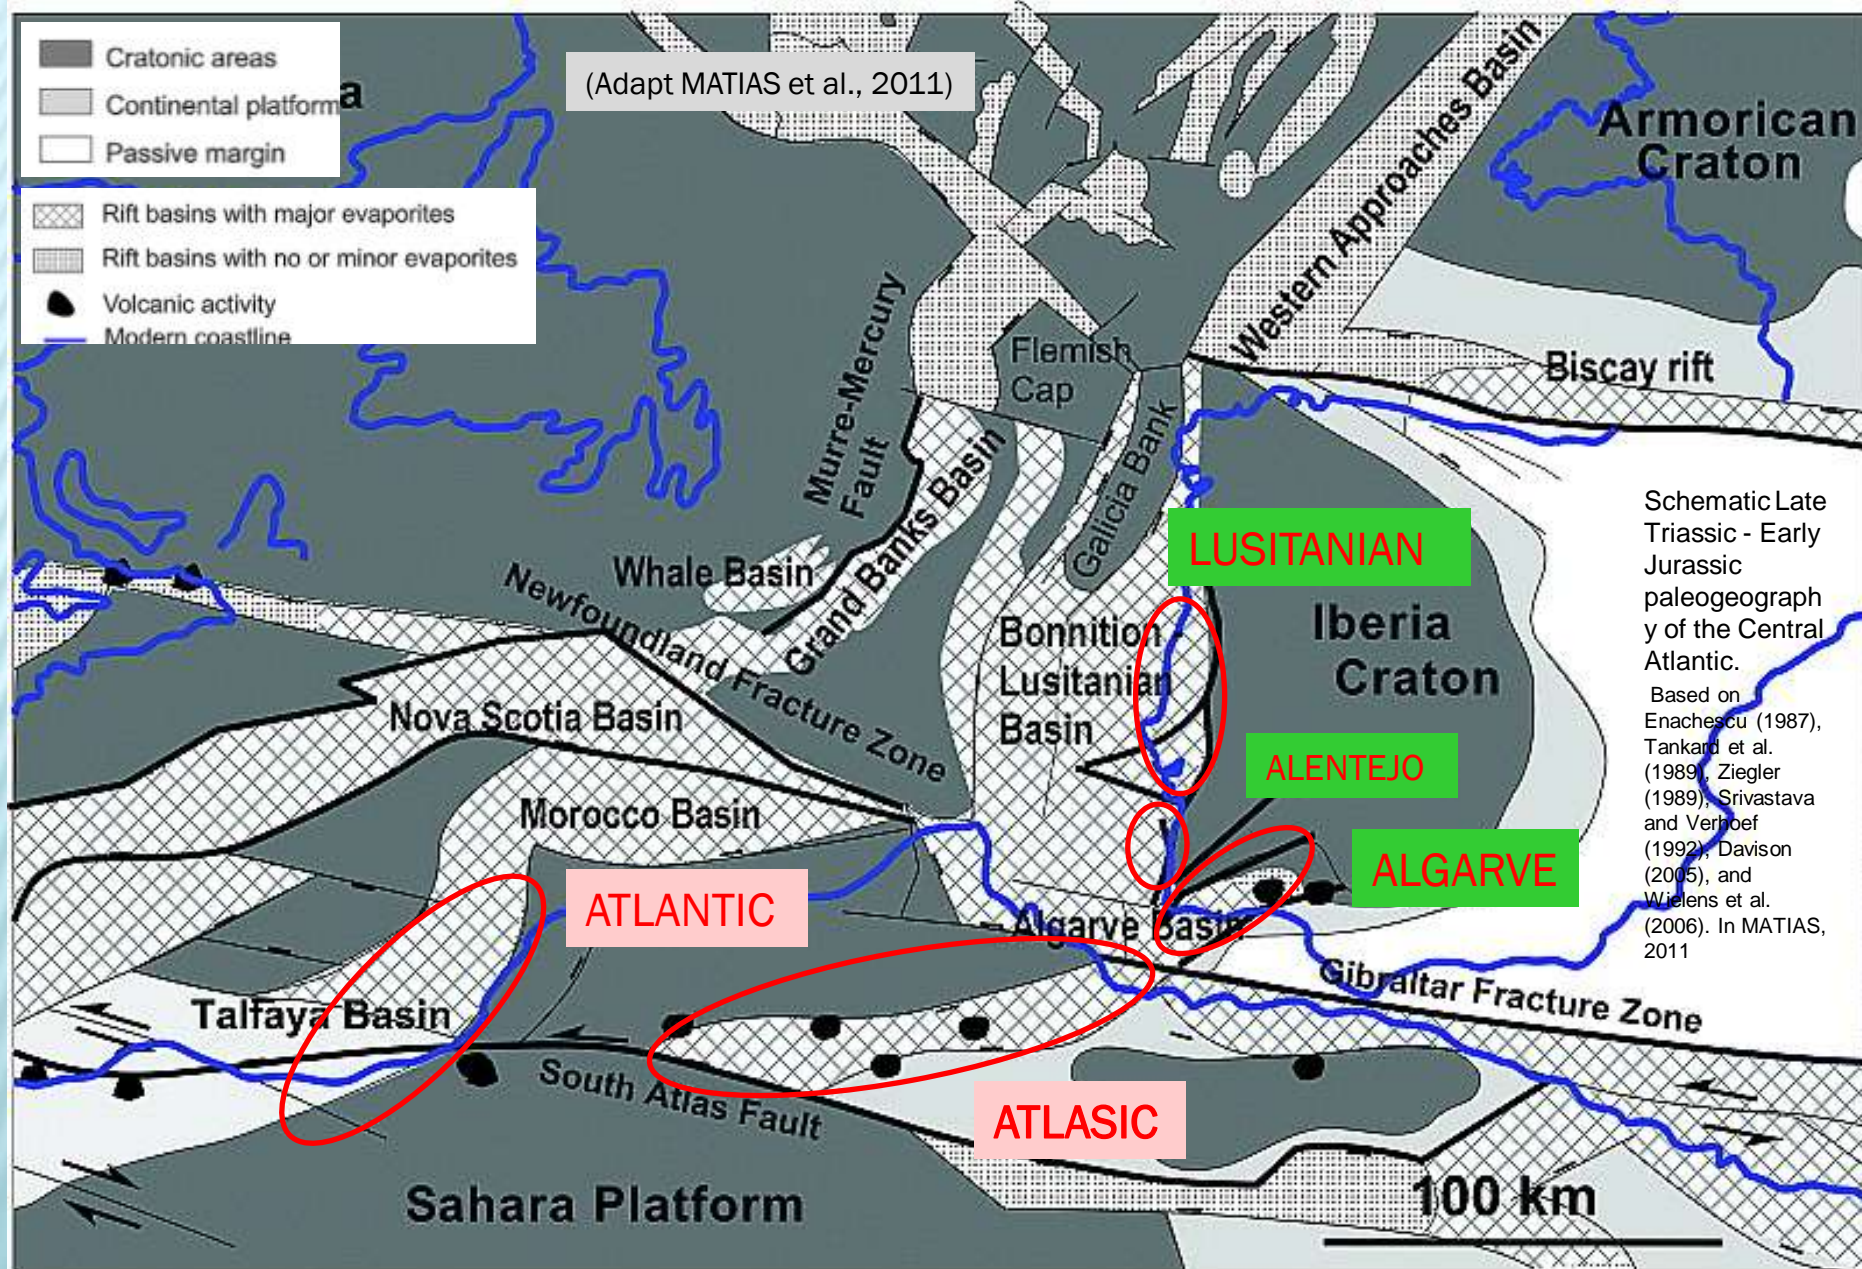 Cratonic areas
Continental platform
a
Passive margin
Rift basins with major evaporites
Rift basins with no or minor evaporites
Volcanic activity
Modern coastline
(Adapt MATIAS et al., 2011)
Western Approaches Basin
Armorican
Craton
Biscay rift
Flemish
Cap
Murre-Mercury
Fault
Galicia Bank
Grand Banks Basin
Whale Basin
Newfoundland Fracture Zone
LUSITANIAN
Iberia
Craton
Bonnition -
Lusitanian
Basin
Nova Scotia Basin
Morocco Basin
ALENTEJO
ALGARVE
ATLANTIC
Algarve Basin
Gibraltar Fracture Zone
Talfaya Basin
South Atlas Fault
ATLASIC
Sahara Platform
100 km
Schematic Late
Triassic - Early
Jurassic
paleogeograph
y of the Central
Atlantic.
Based on
Enachescu (1987),
Tankard et al.
(1989), Ziegler
(1989), Srivastava
and Verhoef
(1992), Davison
(2005), and
Wielens et al.
(2006). In MATIAS,
2011